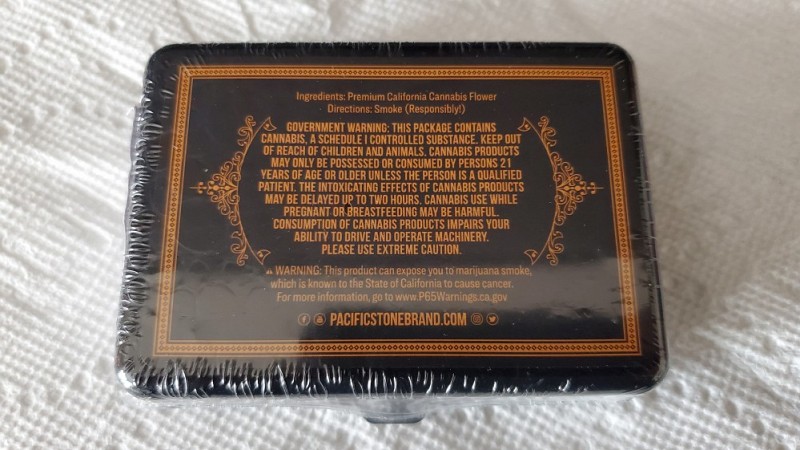 Ingredients: Premium California Cannabis Flower
Directions: Smoke (Responsibly!)
GOVERNMENT WARNING: THIS PACKAGE CONTAINS
CANNABIS, A SCHEDULE I CONTROLLED SUBSTANCE. KEEP OUT
OF REACH OF CHILDREN AND ANIMALS. CANNABIS PRODUCTS
MAY ONLY BE POSSESSED OR CONSUMED BY PERSONS 21
YEARS OF AGE OR OLDER UNLESS THE PERSON IS A QUALIFIED
PATIENT. THE INTOXICATING EFFECTS OF CANNABIS PRODUCTS
MAY BE DELAYED UP TO TWO HOURS. CANNABIS USE WHILE
PREGNANT OR BREASTFEEDING MAY BE HARMFUL.
CONSUMPTION OF CANNABIS PRODUCTS IMPAIRS YOUR
ABILITY TO DRIVE AND OPERATE MACHINERY.
PLEASE USE EXTREME CAUTION.
⚠ WARNING: This product can expose you to marijuana smoke,
which is known to the State of California to cause cancer.
For more information, go to www.P65Warnings.ca.gov
PACIFICSTONEBRAND.COM